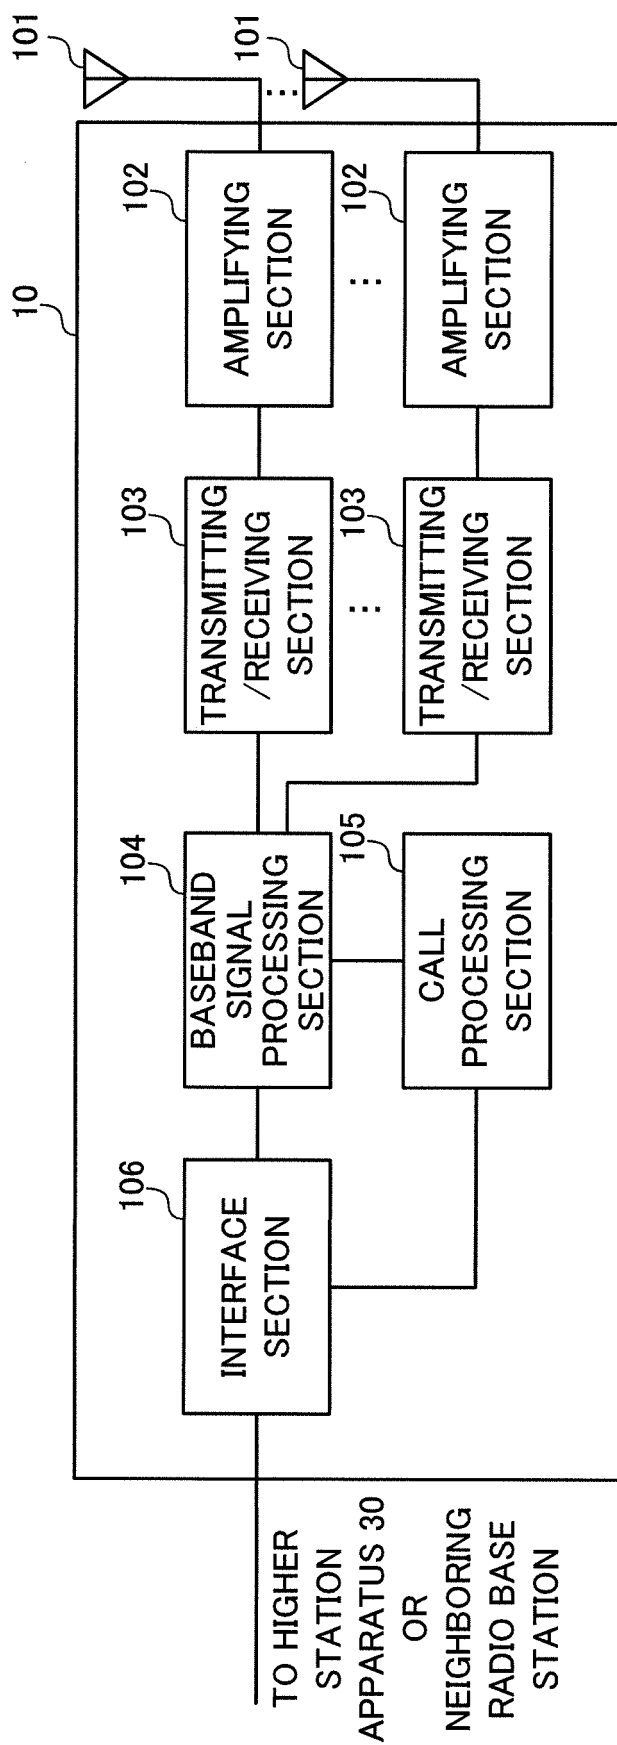 10
101
101
106
INTERFACE
SECTION
104
BASEBAND
SIGNAL
PROCESSING
SECTION
103
TRANSMITTING
/RECEIVING
SECTION
102
AMPLIFYING
SECTION
105
CALL
PROCESSING
SECTION
103
TRANSMITTING
/RECEIVING
SECTION
102
AMPLIFYING
SECTION
TO HIGHER
STATION
APPARATUS 30
OR
NEIGHBORING
RADIO BASE
STATION